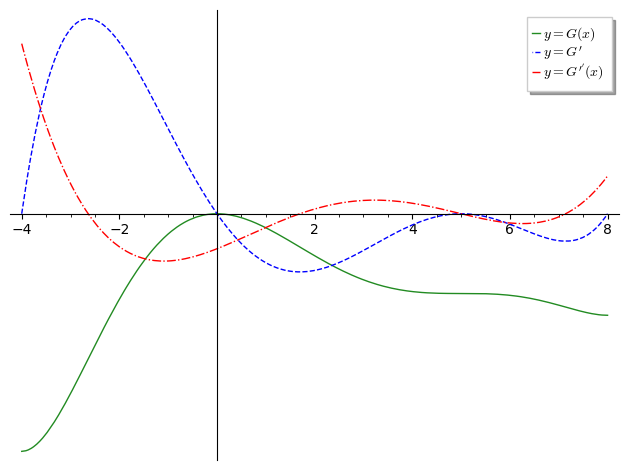 y = G(x)
y = G′
y = G′′(x)
−4 −2 2 4 6 8